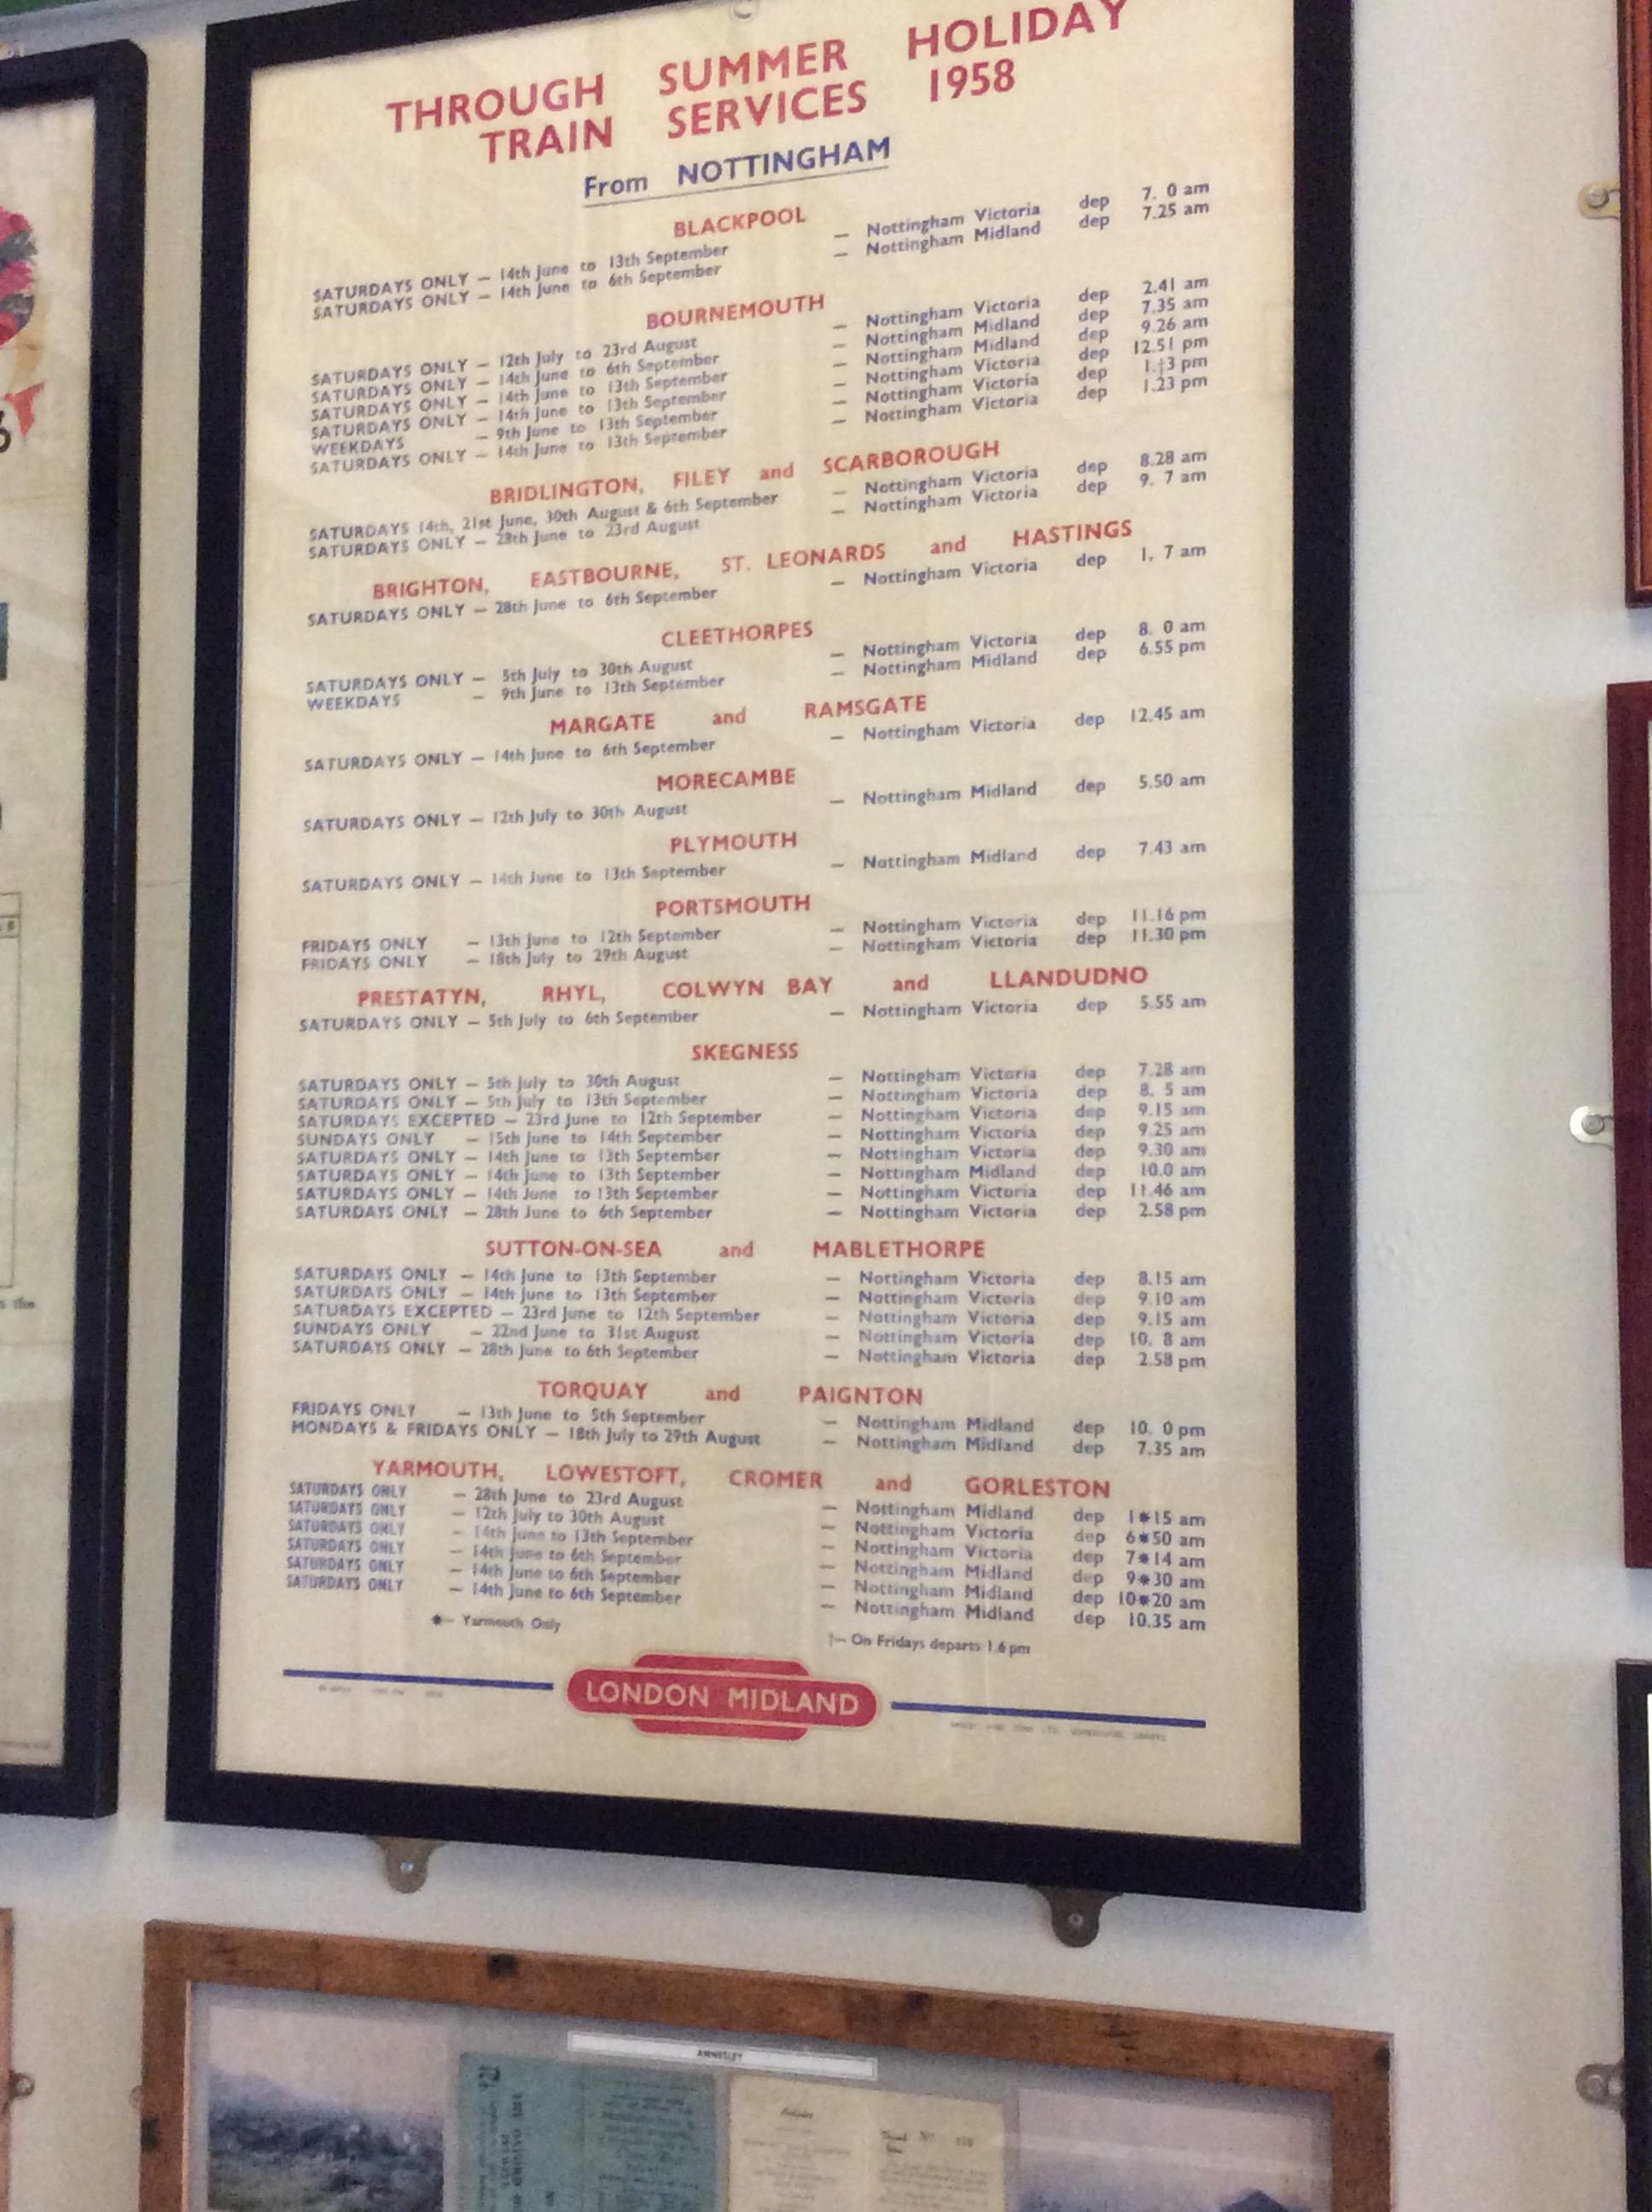 THROUGH SUMMER HOLIDAY
TRAIN SERVICES 1958
From NOTTINGHAM
BLACKPOOL
SATURDAYS ONLY — 14th June to 13th September — Nottingham Victoria dep 7. 0 am
SATURDAYS ONLY — 14th June to 6th September — Nottingham Midland dep 7.25 am
BOURNEMOUTH
SATURDAYS ONLY — 12th July to 23rd August — Nottingham Victoria dep 2.41 am
SATURDAYS ONLY — 14th June to 6th September — Nottingham Midland dep 7.35 am
SATURDAYS ONLY — 14th June to 13th September — Nottingham Midland dep 9.26 am
SATURDAYS ONLY — 14th June to 13th September — Nottingham Victoria dep 12.51 pm
WEEKDAYS — 9th June to 13th September — Nottingham Victoria dep 1.†3 pm
SATURDAYS ONLY — 14th June to 13th September — Nottingham Victoria dep 1.23 pm
BRIDLINGTON, FILEY and SCARBOROUGH
SATURDAYS 14th, 21st June, 30th August & 6th September — Nottingham Victoria dep 8.28 am
SATURDAYS ONLY — 28th June to 23rd August — Nottingham Victoria dep 9. 7 am
BRIGHTON, EASTBOURNE, ST. LEONARDS and HASTINGS
SATURDAYS ONLY — 28th June to 6th September — Nottingham Victoria dep 1. 7 am
CLEETHORPES
SATURDAYS ONLY — 5th July to 30th August — Nottingham Victoria dep 8. 0 am
WEEKDAYS — 9th June to 13th September — Nottingham Midland dep 6.55 pm
MARGATE and RAMSGATE
SATURDAYS ONLY — 14th June to 6th September — Nottingham Victoria dep 12.45 am
MORECAMBE
SATURDAYS ONLY — 12th July to 30th August — Nottingham Midland dep 5.50 am
PLYMOUTH
SATURDAYS ONLY — 14th June to 13th September — Nottingham Midland dep 7.43 am
PORTSMOUTH
FRIDAYS ONLY — 13th June to 12th September — Nottingham Victoria dep 11.16 pm
FRIDAYS ONLY — 18th July to 29th August — Nottingham Victoria dep 11.30 pm
PRESTATYN, RHYL, COLWYN BAY and LLANDUDNO
SATURDAYS ONLY — 5th July to 6th September — Nottingham Victoria dep 5.55 am
SKEGNESS
SATURDAYS ONLY — 5th July to 30th August — Nottingham Victoria dep 7.28 am
SATURDAYS ONLY — 5th July to 13th September — Nottingham Victoria dep 8. 5 am
SATURDAYS EXCEPTED — 23rd June to 12th September — Nottingham Victoria dep 9.15 am
SUNDAYS ONLY — 15th June to 14th September — Nottingham Victoria dep 9.25 am
SATURDAYS ONLY — 14th June to 13th September — Nottingham Victoria dep 9.30 am
SATURDAYS ONLY — 14th June to 13th September — Nottingham Midland dep 10.0 am
SATURDAYS ONLY — 14th June to 13th September — Nottingham Victoria dep 11.46 am
SATURDAYS ONLY — 28th June to 6th September — Nottingham Victoria dep 2.58 pm
SUTTON-ON-SEA and MABLETHORPE
SATURDAYS ONLY — 14th June to 13th September — Nottingham Victoria dep 8.15 am
SATURDAYS ONLY — 14th June to 13th September — Nottingham Victoria dep 9.10 am
SATURDAYS EXCEPTED — 23rd June to 12th September — Nottingham Victoria dep 9.15 am
SUNDAYS ONLY — 22nd June to 31st August — Nottingham Victoria dep 10. 8 am
SATURDAYS ONLY — 28th June to 6th September — Nottingham Victoria dep 2.58 pm
TORQUAY and PAIGNTON
FRIDAYS ONLY — 13th June to 5th September — Nottingham Midland dep 10. 0 pm
MONDAYS & FRIDAYS ONLY — 18th July to 29th August — Nottingham Midland dep 7.35 am
YARMOUTH, LOWESTOFT, CROMER and GORLESTON
SATURDAYS ONLY — 28th June to 23rd August — Nottingham Midland dep 1*15 am
SATURDAYS ONLY — 12th July to 30th August — Nottingham Victoria dep 6*50 am
SATURDAYS ONLY — 14th June to 13th September — Nottingham Victoria dep 7*14 am
SATURDAYS ONLY — 14th June to 6th September — Nottingham Midland dep 9*30 am
SATURDAYS ONLY — 14th June to 6th September — Nottingham Midland dep 10*20 am
SATURDAYS ONLY — 14th June to 6th September — Nottingham Midland dep 10.35 am
*— Yarmouth Only
†— On Fridays departs 1.6 pm
LONDON MIDLAND
ANNESLEY